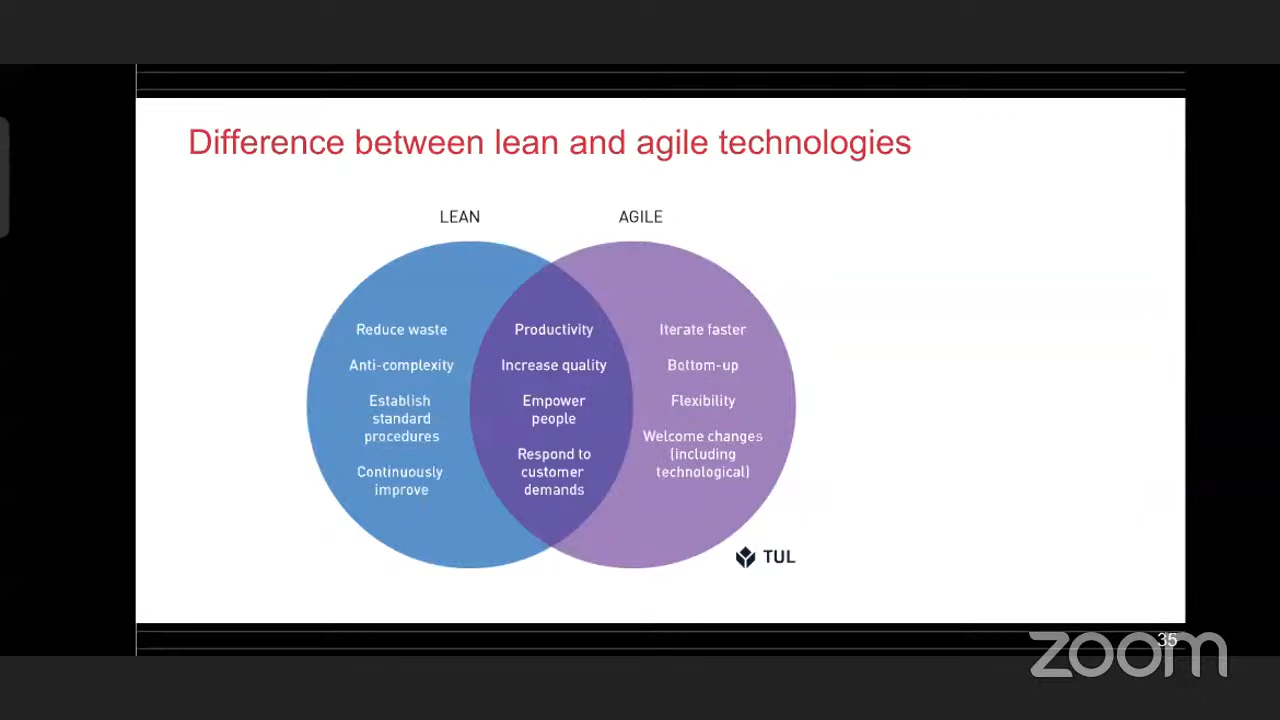 Difference between lean and agile technologies
LEAN
AGILE
Reduce waste
Anti-complexity
Establish
standard
procedures
Continuously
improve
Productivity
Increase quality
Empower
people
Respond to
customer
demands
Iterate faster
Bottom-up
Flexibility
Welcome changes
(including
technological)
TUL
35
zoom